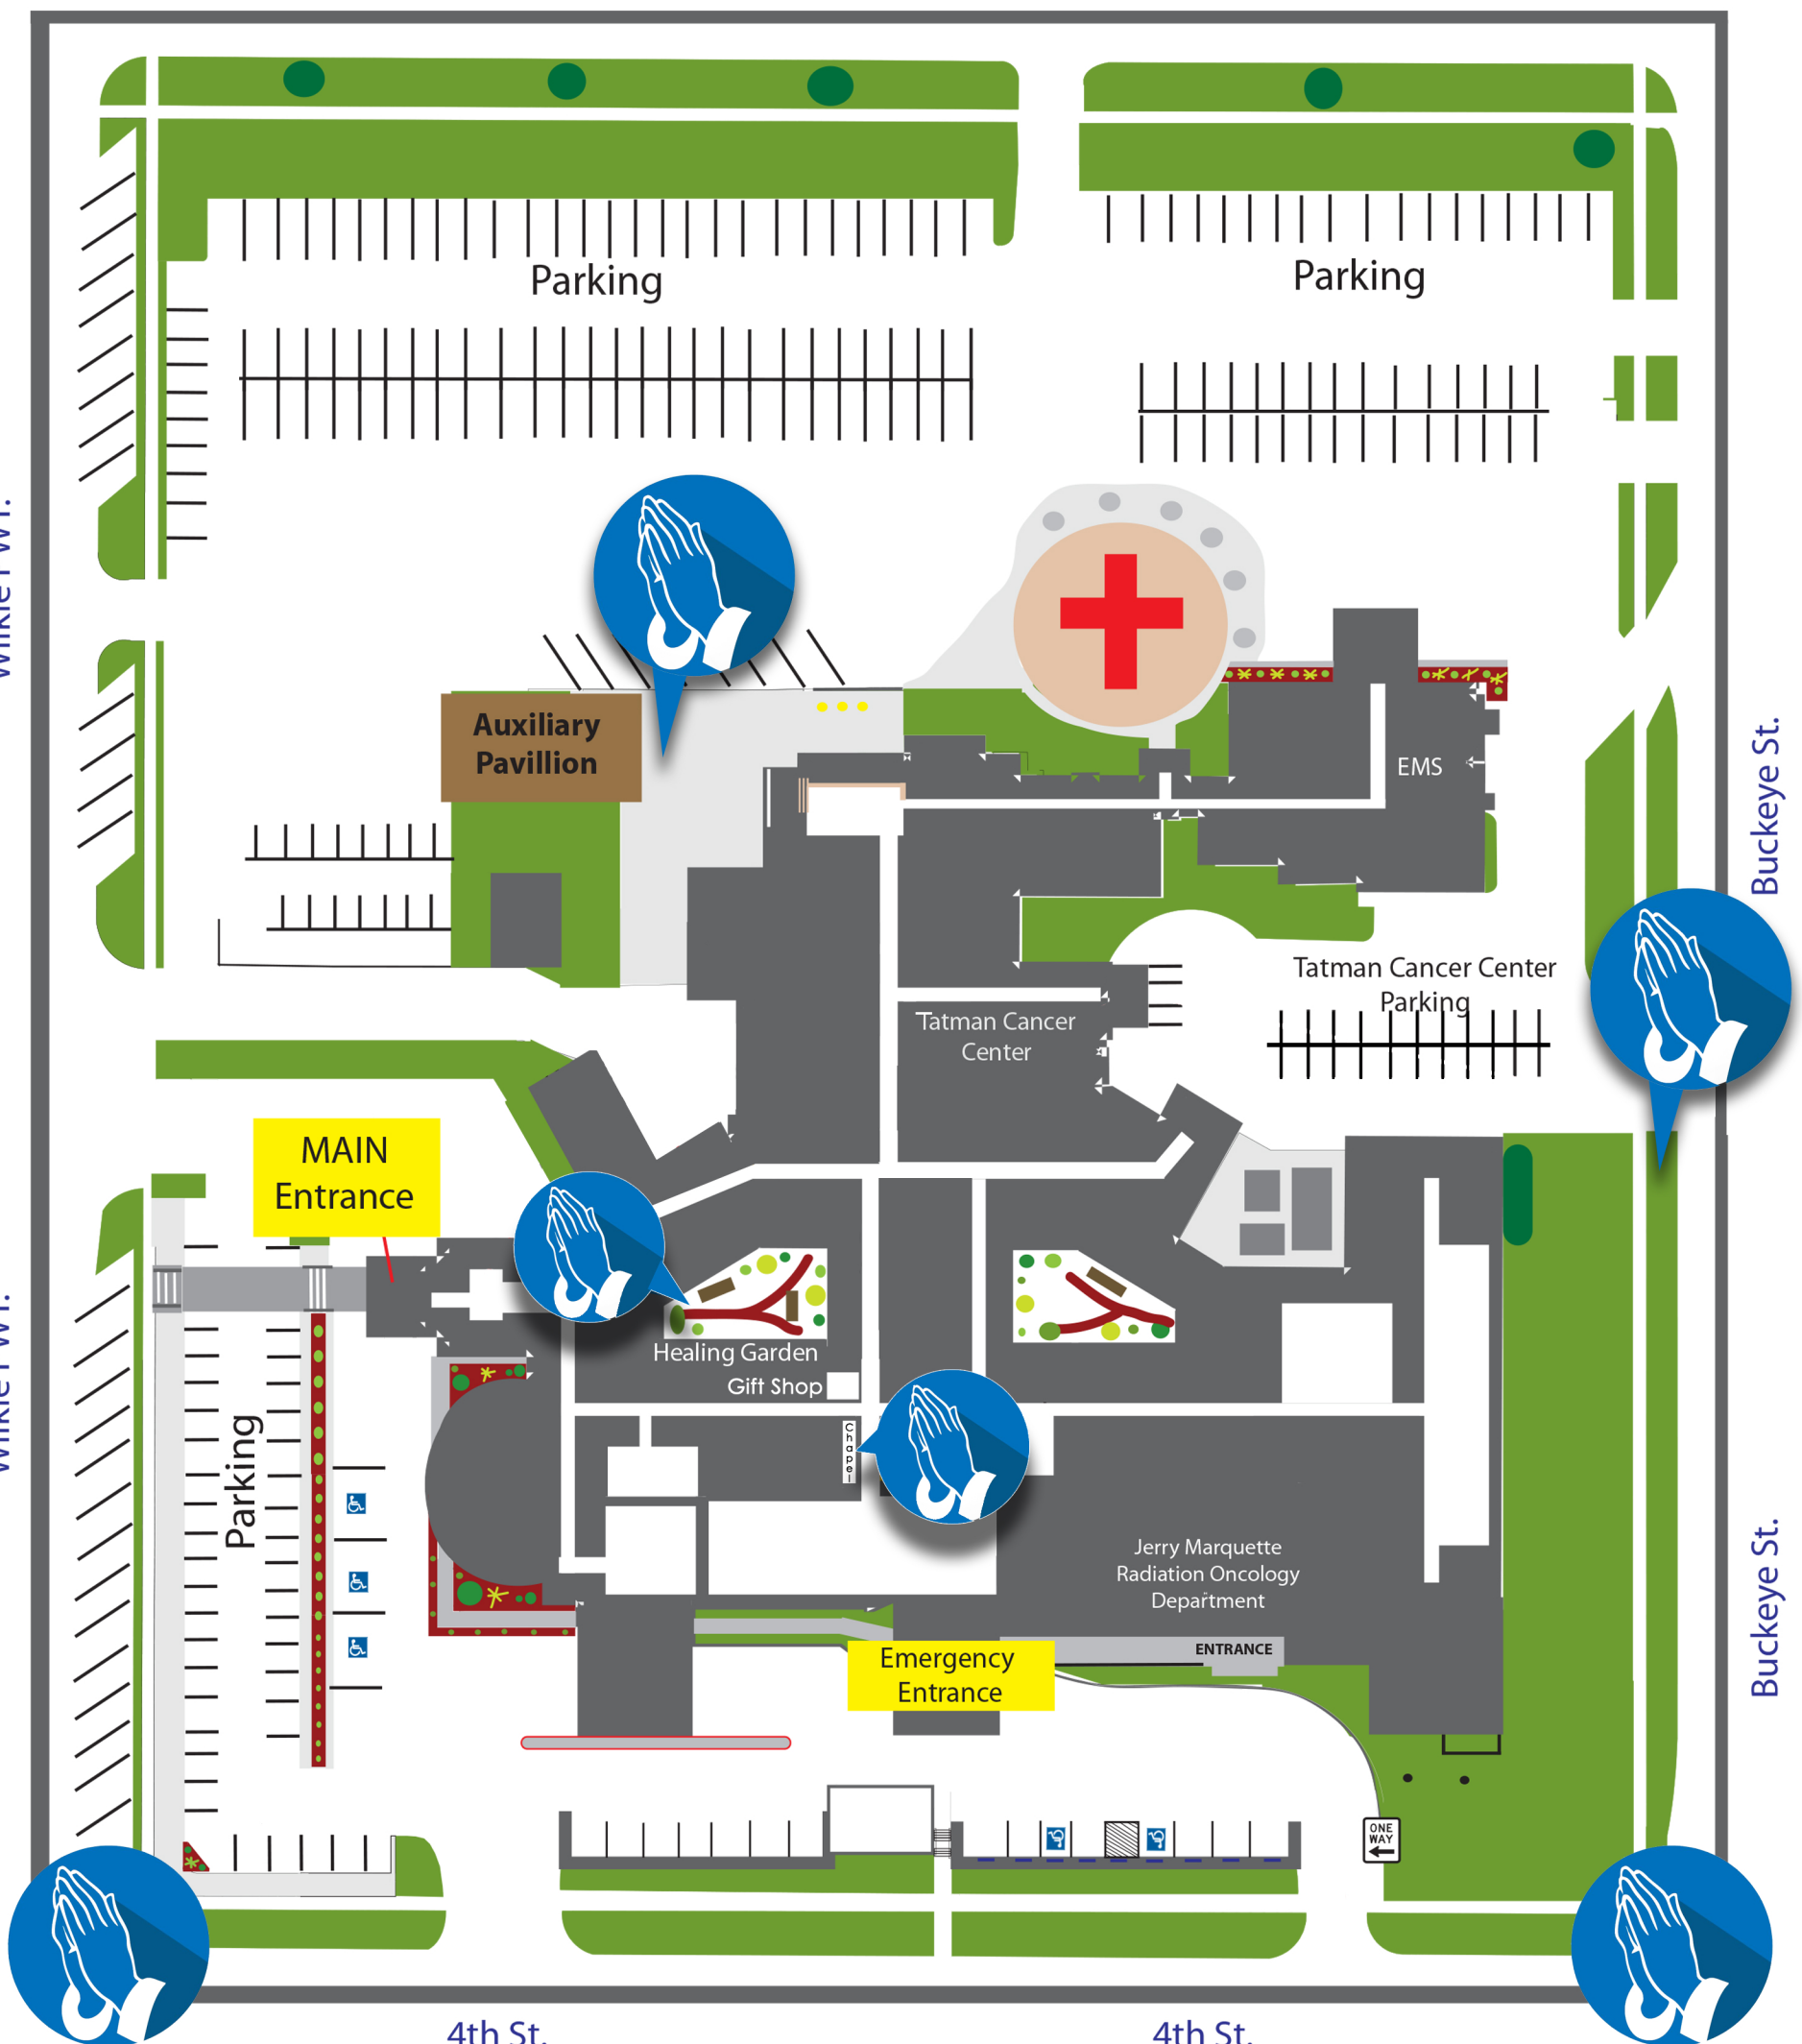 Parking
Parking
Auxiliary
Pavillion
EMS
Buckeye St.
Tatman Cancer Center
Parking
Tatman Cancer
Center
MAIN
Entrance
Healing Garden
Gift Shop
Chapel
Parking
Jerry Marquette
Radiation Oncology
Department
Buckeye St.
ENTRANCE
Emergency
Entrance
ONE
WAY
4th St.
4th St.